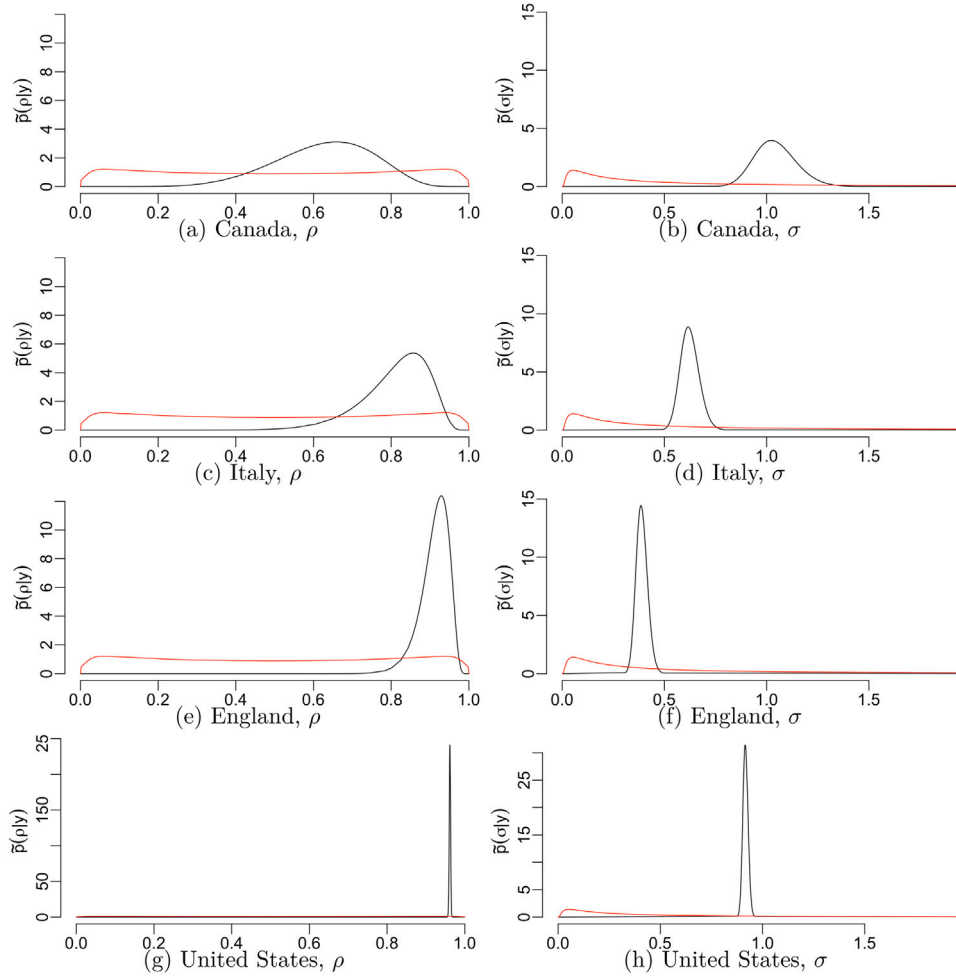 p̃(ρ|y)
0 2 4 6 8 10
0.0 0.2 0.4 0.6 0.8 1.0
(a) Canada, ρ
p̃(σ|y)
0 5 10 15
0.0 0.5 1.0 1.5
(b) Canada, σ
p̃(ρ|y)
0 2 4 6 8 10
0.0 0.2 0.4 0.6 0.8 1.0
(c) Italy, ρ
p̃(σ|y)
0 5 10 15
0.0 0.5 1.0 1.5
(d) Italy, σ
p̃(ρ|y)
0 2 4 6 8 10
0.0 0.2 0.4 0.6 0.8 1.0
(e) England, ρ
p̃(σ|y)
0 5 10 15
0.0 0.5 1.0 1.5
(f) England, σ
p̃(ρ|y)
0 50 150 25
0.0 0.2 0.4 0.6 0.8 1.0
(g) United States, ρ
p̃(σ|y)
0 5 15 25
0.0 0.5 1.0 1.5
(h) United States, σ